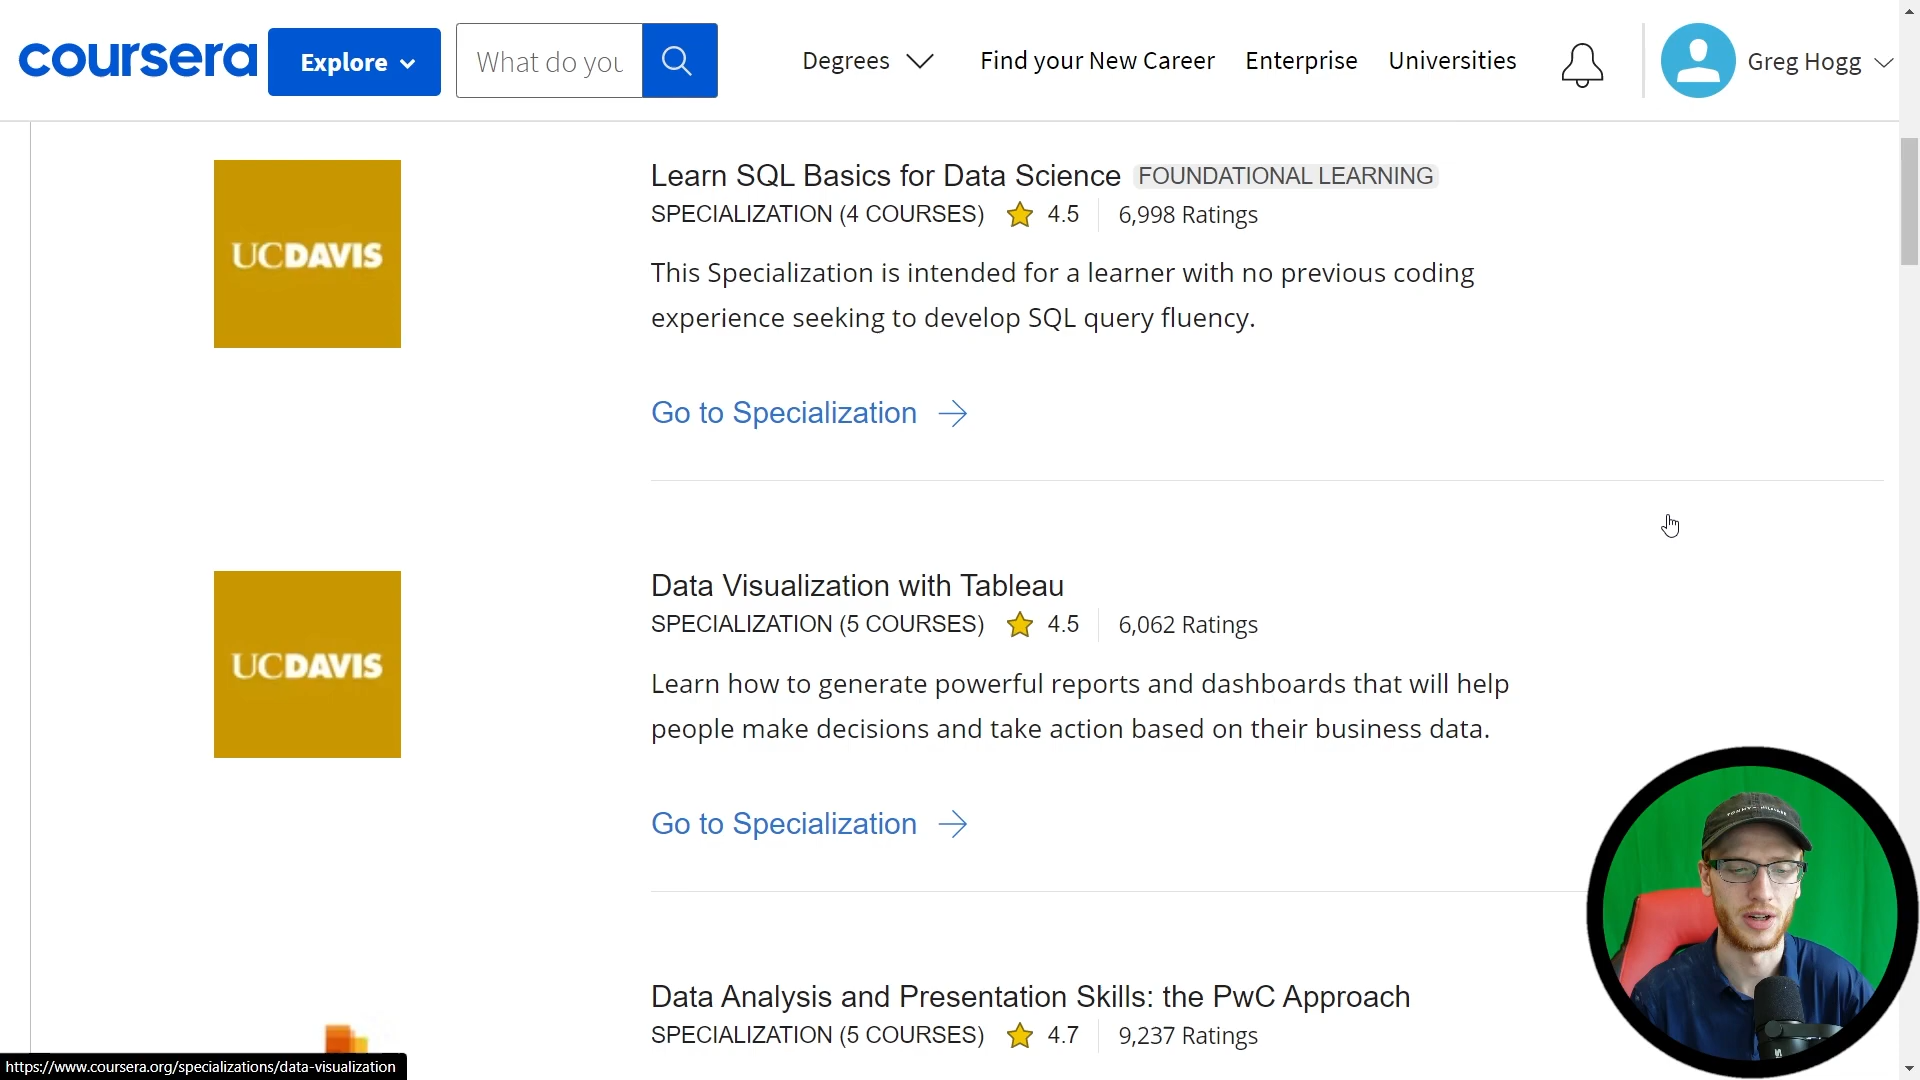 coursera
Explore
What do you
Degrees
Find your New Career
Enterprise
Universities
Greg Hogg
UCDAVIS
Learn SQL Basics for Data Science FOUNDATIONAL LEARNING
SPECIALIZATION (4 COURSES) 4.5 6,998 Ratings
This Specialization is intended for a learner with no previous coding
experience seeking to develop SQL query fluency.
Go to Specialization
UCDAVIS
Data Visualization with Tableau
SPECIALIZATION (5 COURSES) 4.5 6,062 Ratings
Learn how to generate powerful reports and dashboards that will help
people make decisions and take action based on their business data.
Go to Specialization
Data Analysis and Presentation Skills: the PwC Approach
SPECIALIZATION (5 COURSES) 4.7 9,237 Ratings
https://www.coursera.org/specializations/data-visualization